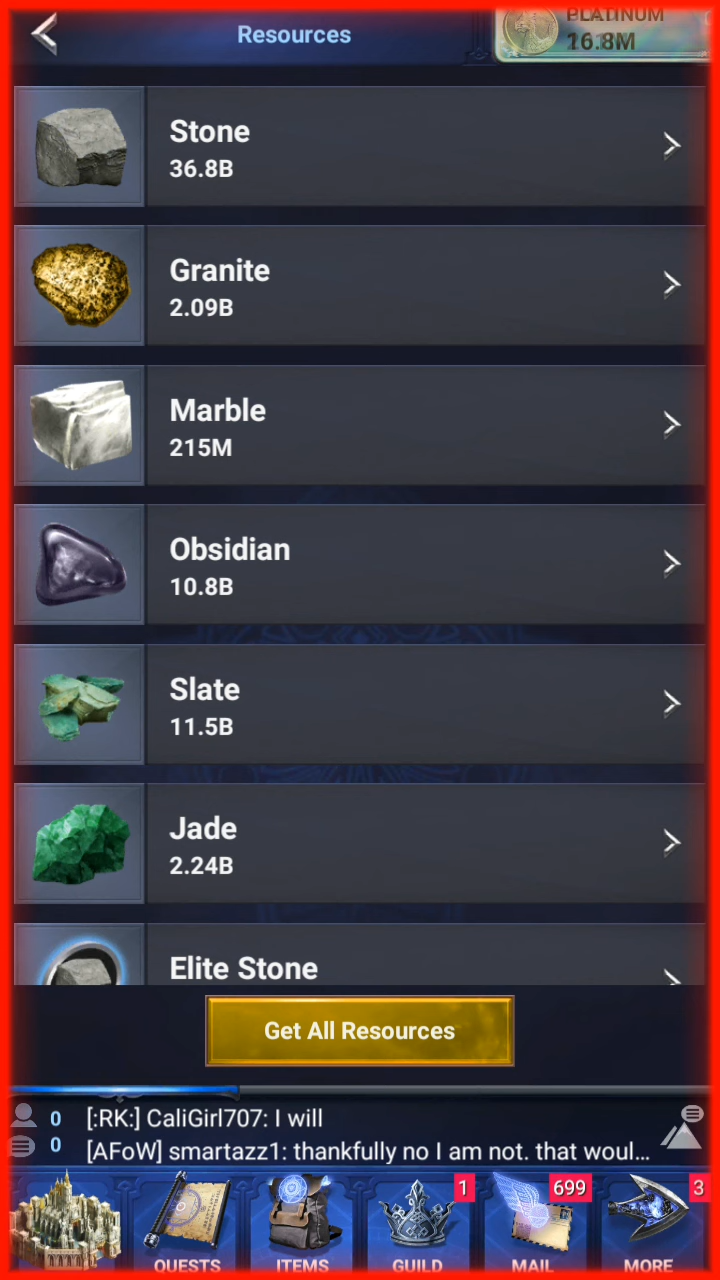 Resources
PLATINUM
16.8M
Stone
36.8B
Granite
2.09B
Marble
215M
Obsidian
10.8B
Slate
11.5B
Jade
2.24B
Elite Stone
Get All Resources
0 [:RK:] CaliGirl707: I will
0 [AFoW] smartazz1: thankfully no I am not. that woul...
1
699
3
QUESTS
ITEMS
GUILD
MAIL
MORE